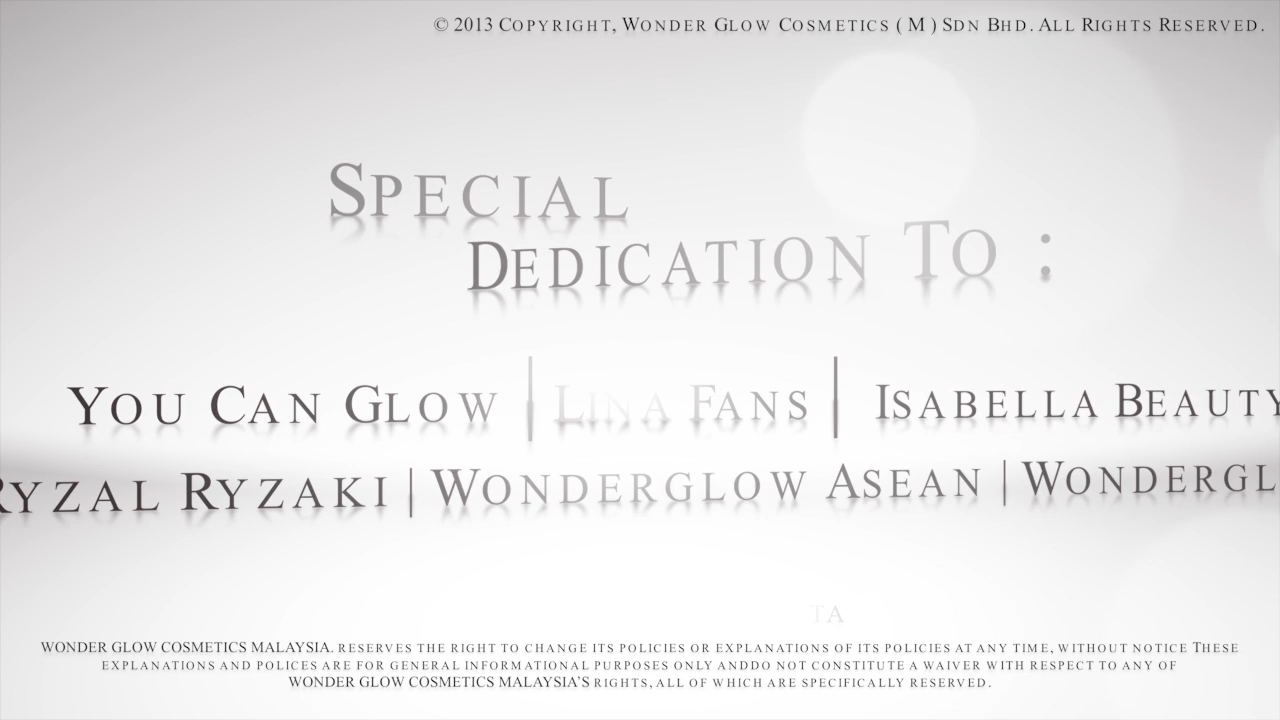 © 2013 Copyright, Wonder Glow Cosmetics ( M ) Sdn Bhd. All Rights Reserved.
Special
Dedication To :
You Can Glow | Lina Fans | Isabella Beauty
Ryzal Ryzaki | Wonderglow Asean | Wondergl
TA
WONDER GLOW COSMETICS MALAYSIA. RESERVES THE RIGHT TO CHANGE ITS POLICIES OR EXPLANATIONS OF ITS POLICIES AT ANY TIME, WITHOUT NOTICE These
EXPLANATIONS AND POLICES ARE FOR GENERAL INFORMATIONAL PURPOSES ONLY ANDDO NOT CONSTITUTE A WAIVER WITH RESPECT TO ANY OF
WONDER GLOW COSMETICS MALAYSIA'S RIGHTS, ALL OF WHICH ARE SPECIFICALLY RESERVED.